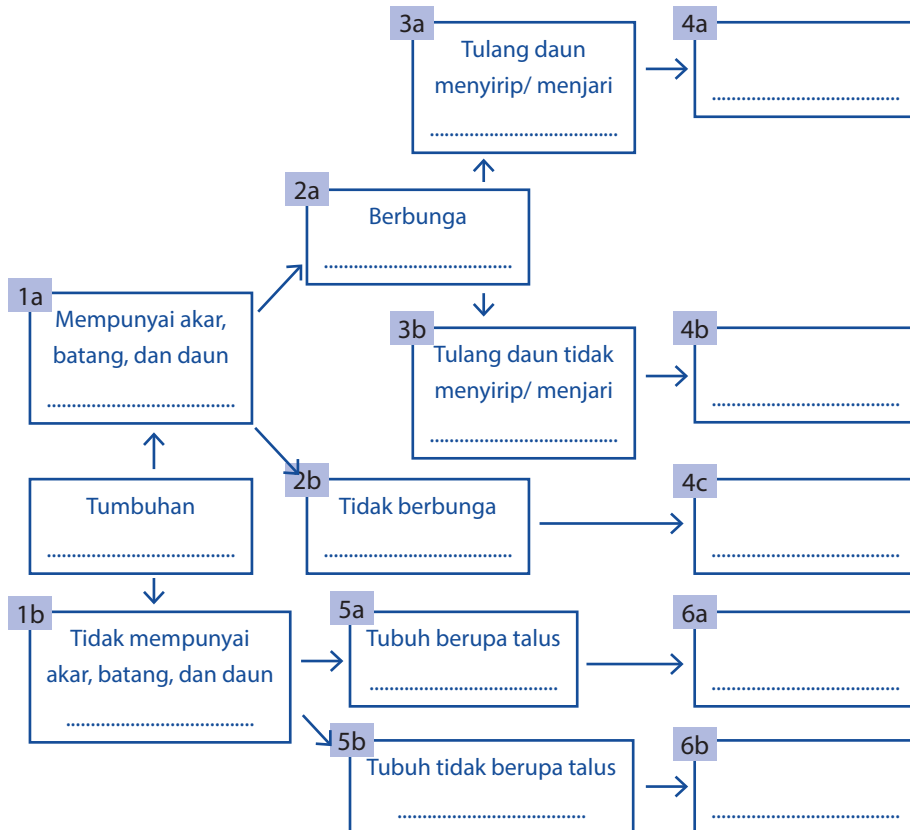 3a
Tulang daun
menyirip/ menjari
......................................
4a
......................................
2a
Berbunga
......................................
1a
Mempunyai akar,
batang, dan daun
......................................
3b
Tulang daun tidak
menyirip/ menjari
......................................
4b
......................................
Tumbuhan
......................................
2b
Tidak berbunga
......................................
4c
......................................
1b
Tidak mempunyai
akar, batang, dan daun
......................................
5a
Tubuh berupa talus
......................................
6a
......................................
5b
Tubuh tidak berupa talus
......................................
6b
......................................